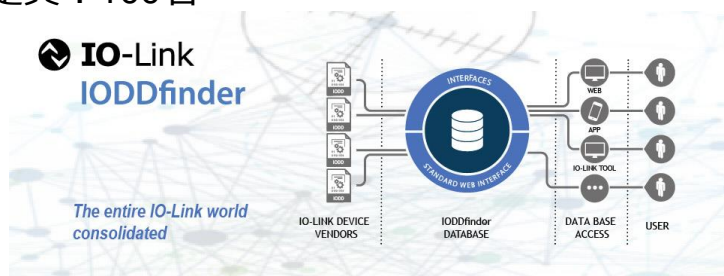 100
IO-Link
IODDfinder
The entire IO-Link world
consolidated
IODD
IODD
IODD
IODD
INTERFACES
STANDARD WEB INTERFACE
WEB
APP
IO-LINK TOOL
IO-LINK DEVICE
VENDORS
IODDfinder
DATABASE
DATA BASE
ACCESS
USER